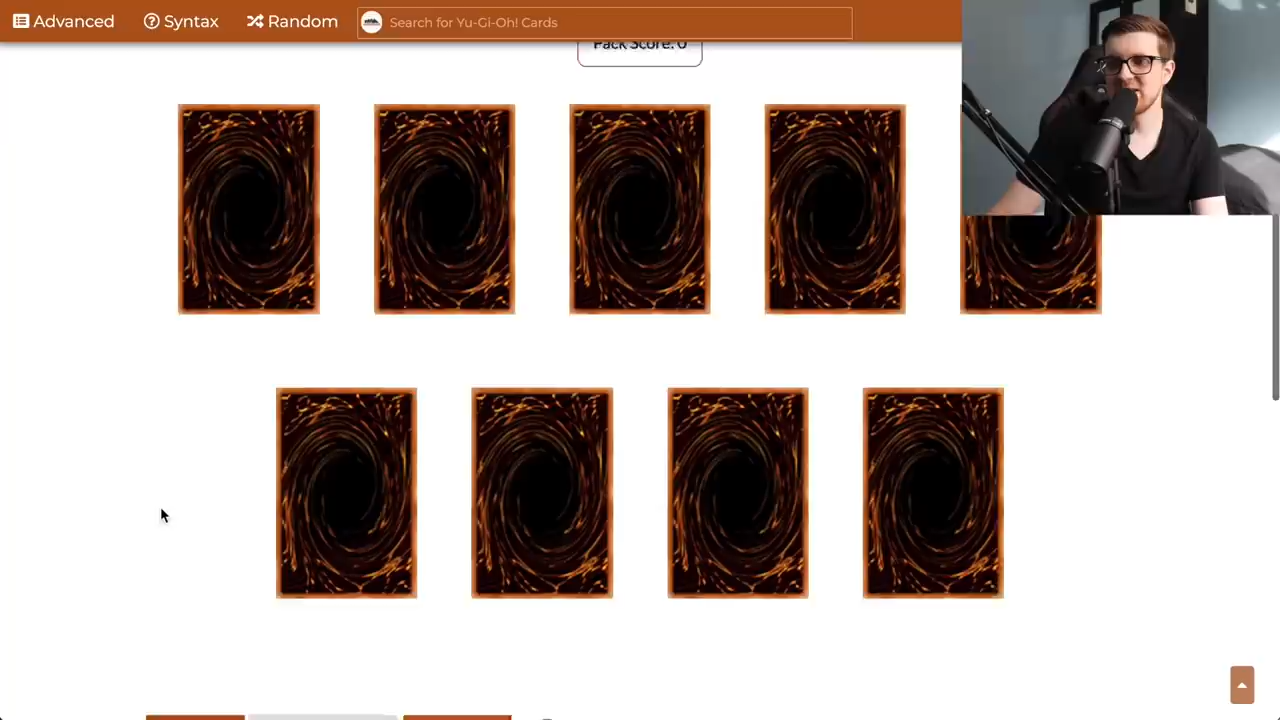 Advanced
Syntax
Random
Search for Yu-Gi-Oh! Cards
Pack Score: 0